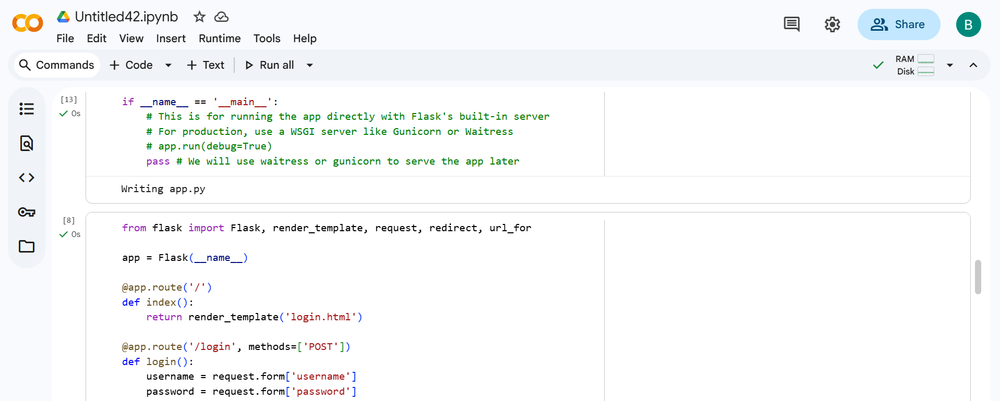 Untitled42.ipynb
File Edit View Insert Runtime Tools Help
Share
B
Commands + Code + Text Run all
RAM
Disk
[13]
0s
if __name__ == '__main__':
    # This is for running the app directly with Flask's built-in server
    # For production, use a WSGI server like Gunicorn or Waitress
    # app.run(debug=True)
    pass # We will use waitress or gunicorn to serve the app later
Writing app.py
[8]
0s
from flask import Flask, render_template, request, redirect, url_for
app = Flask(__name__)
@app.route('/')
def index():
    return render_template('login.html')
@app.route('/login', methods=['POST'])
def login():
    username = request.form['username']
    password = request.form['password']